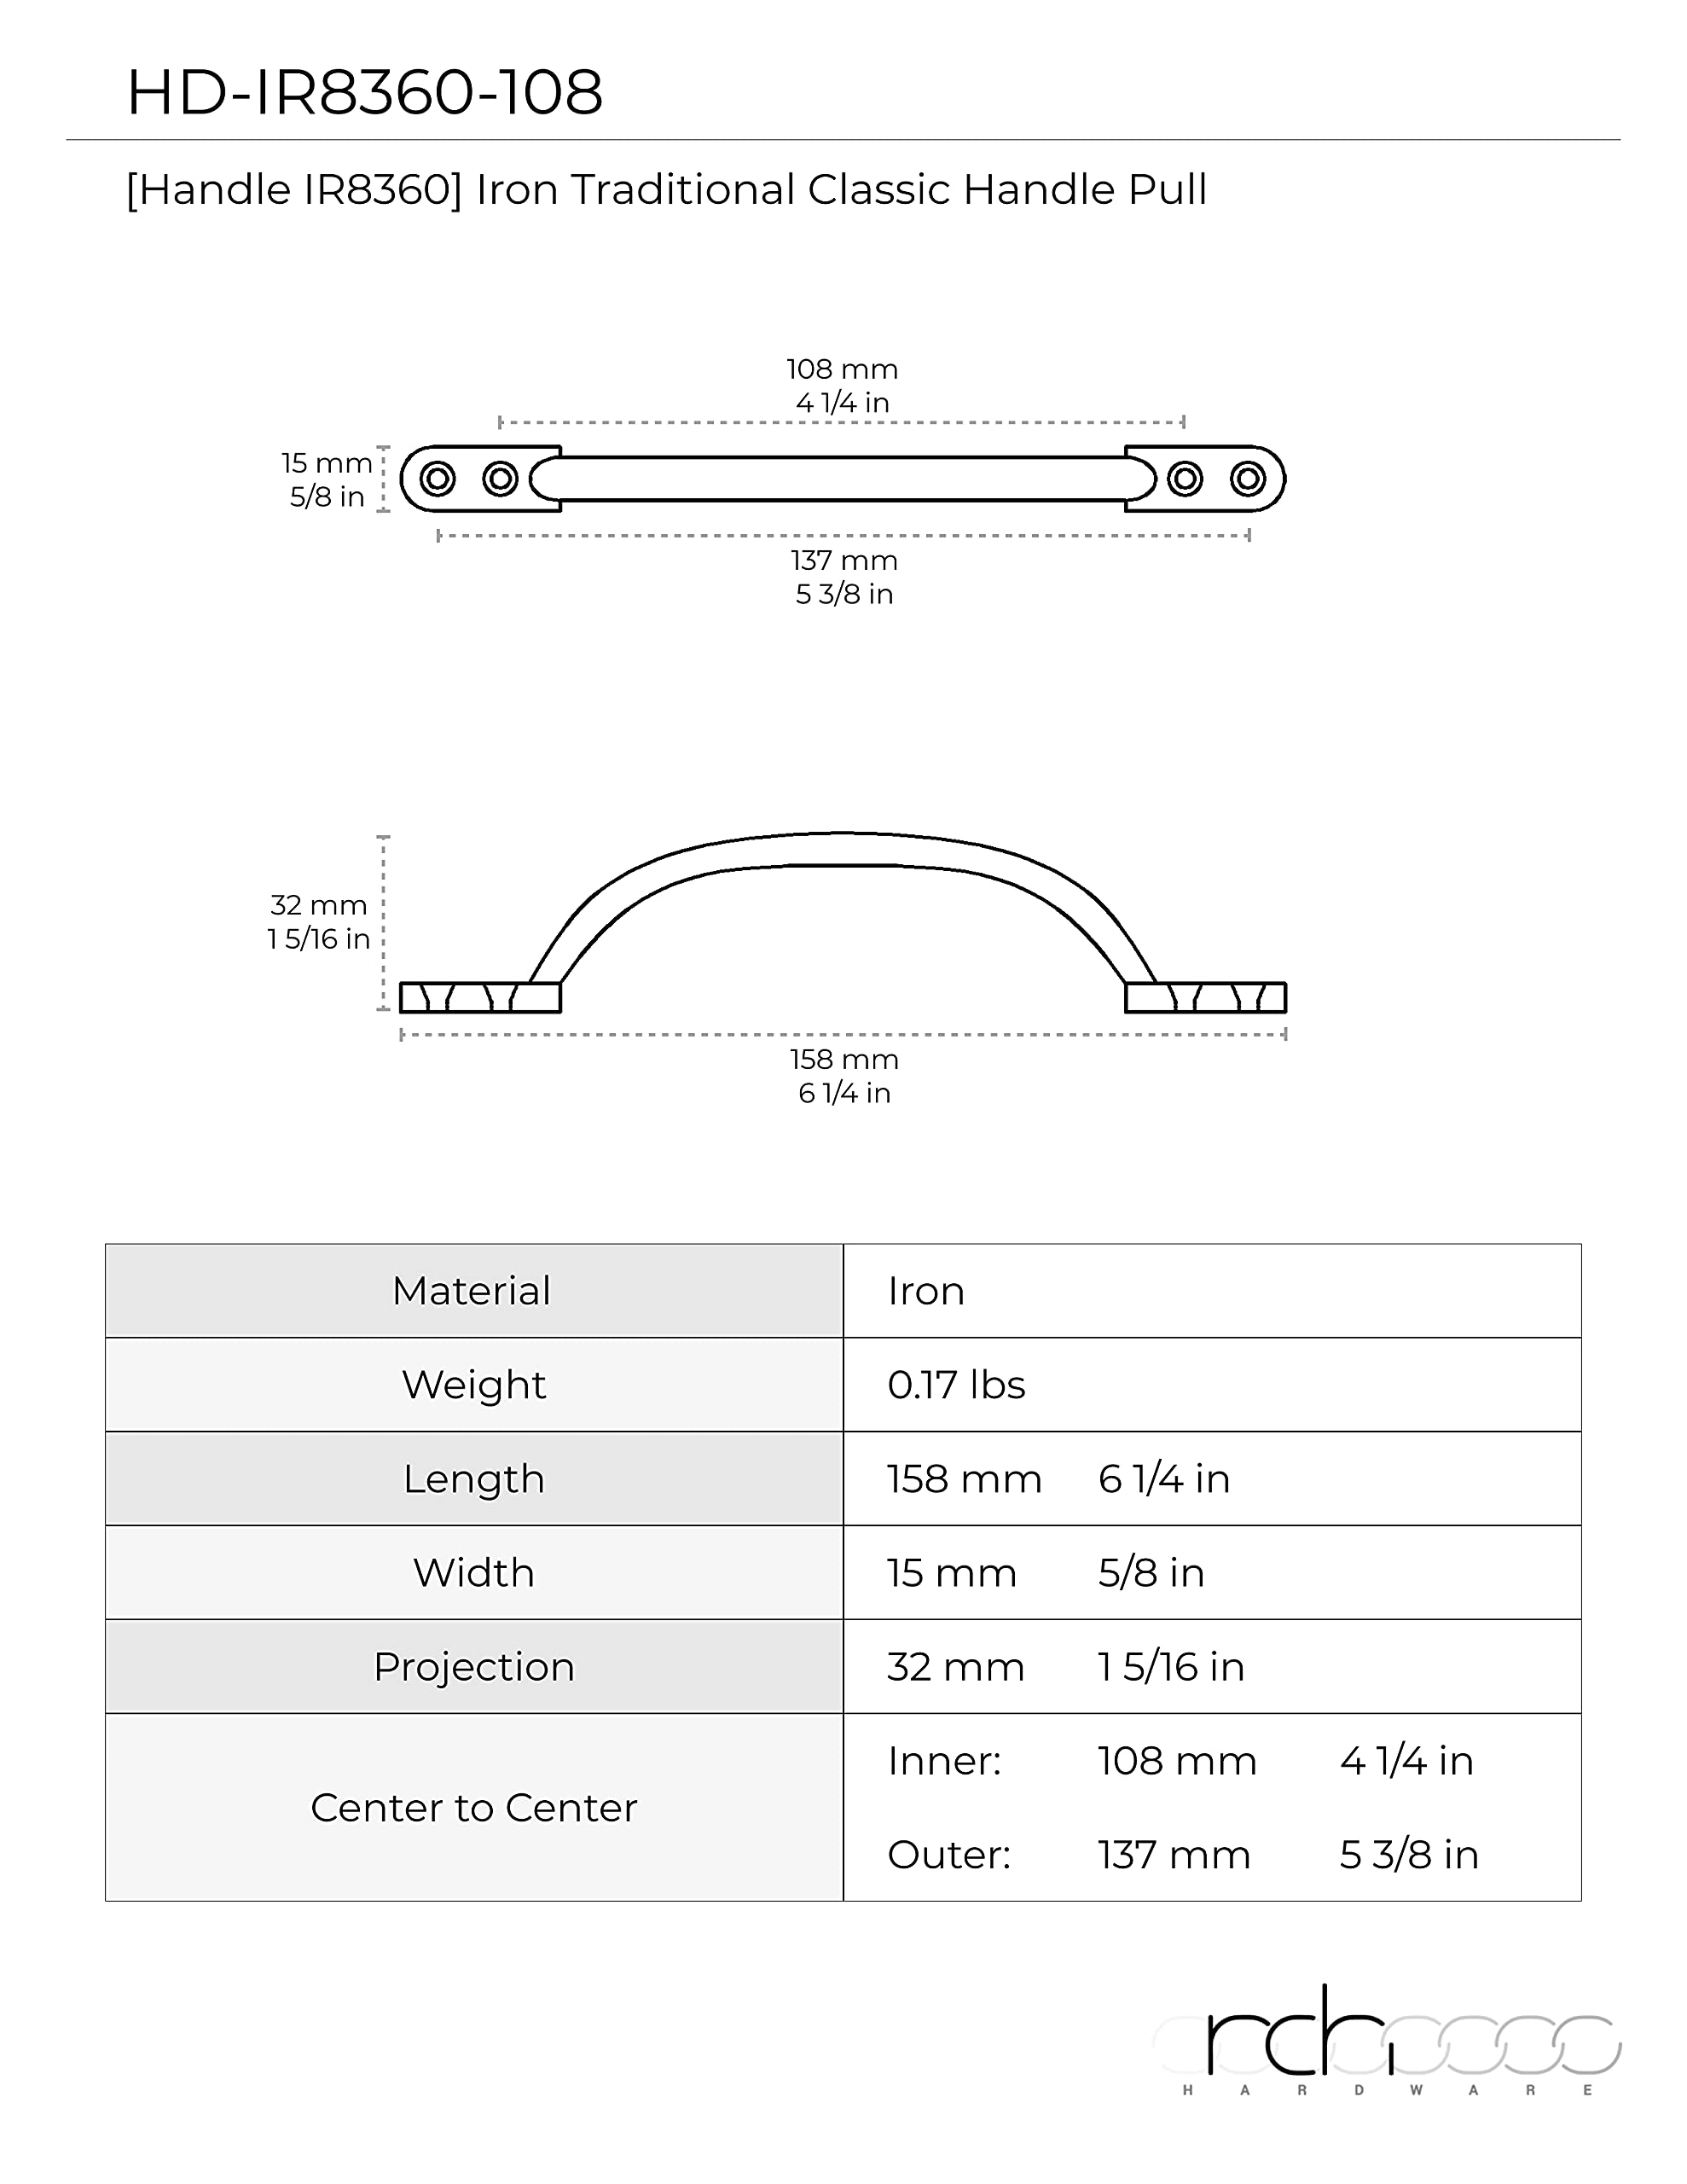 HD-IR8360-108
[Handle IR8360] Iron Traditional Classic Handle Pull
108 mm
4 1/4 in
15 mm
5/8 in
137 mm
5 3/8 in
32 mm
1 5/16 in
158 mm
6 1/4 in
Material Iron
Weight 0.17 lbs
Length 158 mm 6 1/4 in
Width 15 mm 5/8 in
Projection 32 mm 1 5/16 in
Center to Center
Inner: 108 mm 4 1/4 in
Outer: 137 mm 5 3/8 in
HARDWARE